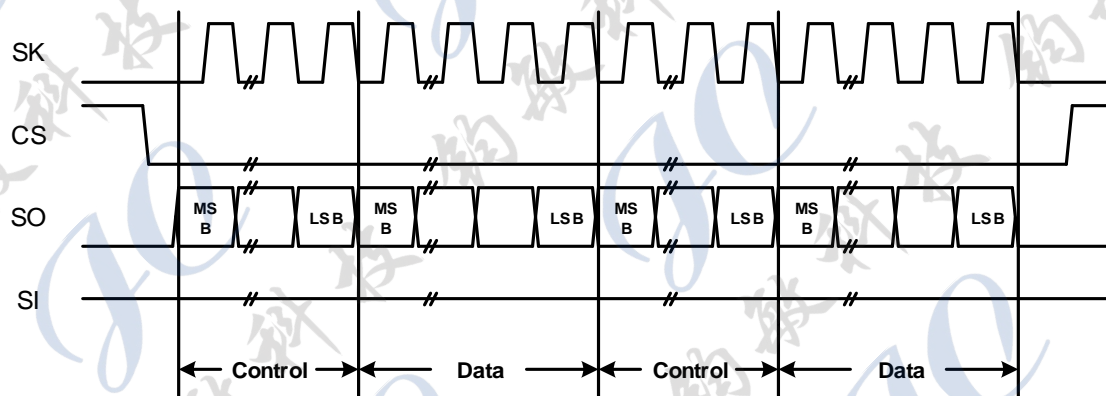 SK
CS
SO
MS
B
LSB
MS
B
LSB
MS
B
LSB
MS
B
LSB
SI
Control
Data
Control
Data